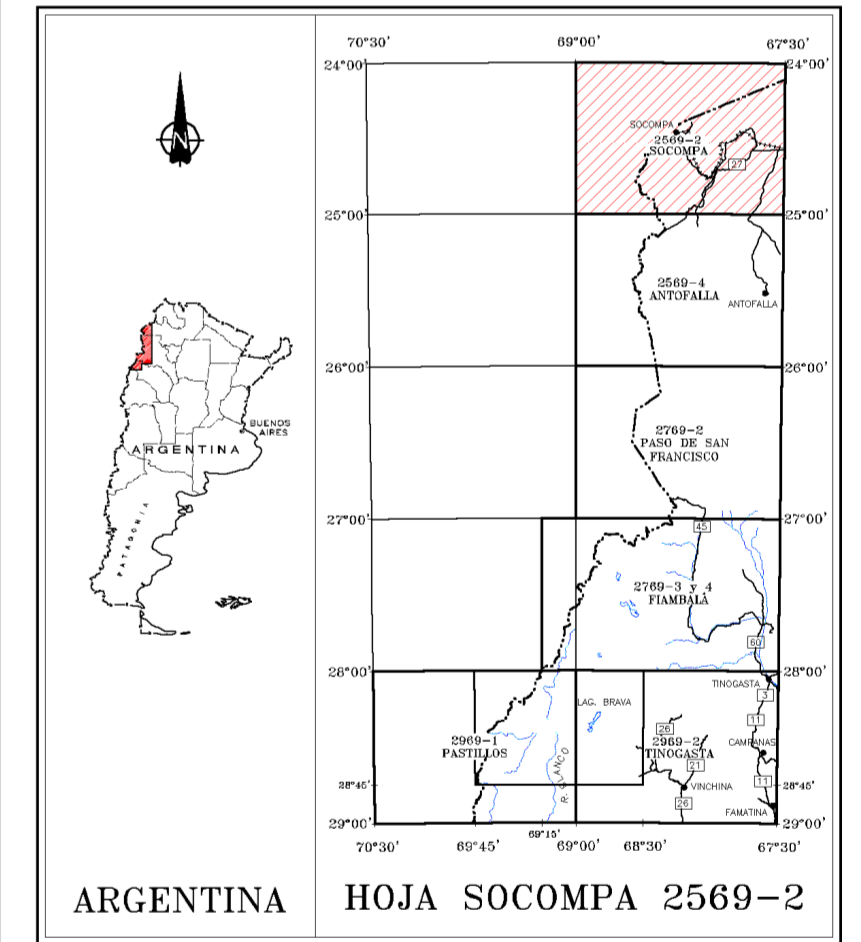 N
BUENOS
AIRES
ARGENTINA
PATAGONIA
ARGENTINA
70°30'
69°00'
67°30'
24°00'
24°00'
SOCOMPA
2569-2
SOCOMPA
27
25°00'
25°00'
2569-4
ANTOFALLA
ANTOFALLA
26°00'
26°00'
2769-2
PASO DE SAN
FRANCISCO
27°00'
27°00'
45
2769-3 y 4
FIAMBALÁ
60
28°00'
28°00'
TINOGASTA
3
LAG. BRAVA
11
26
2969-1
PASTILLOS
2969-2
TINOGASTA
CAMPANAS
R. BLANCO
21
11
28°45'
28°45'
VINCHINA
26
FAMATINA
29°00'
29°00'
69°15'
70°30'
69°45'
69°00'
68°30'
67°30'
HOJA SOCOMPA 2569-2